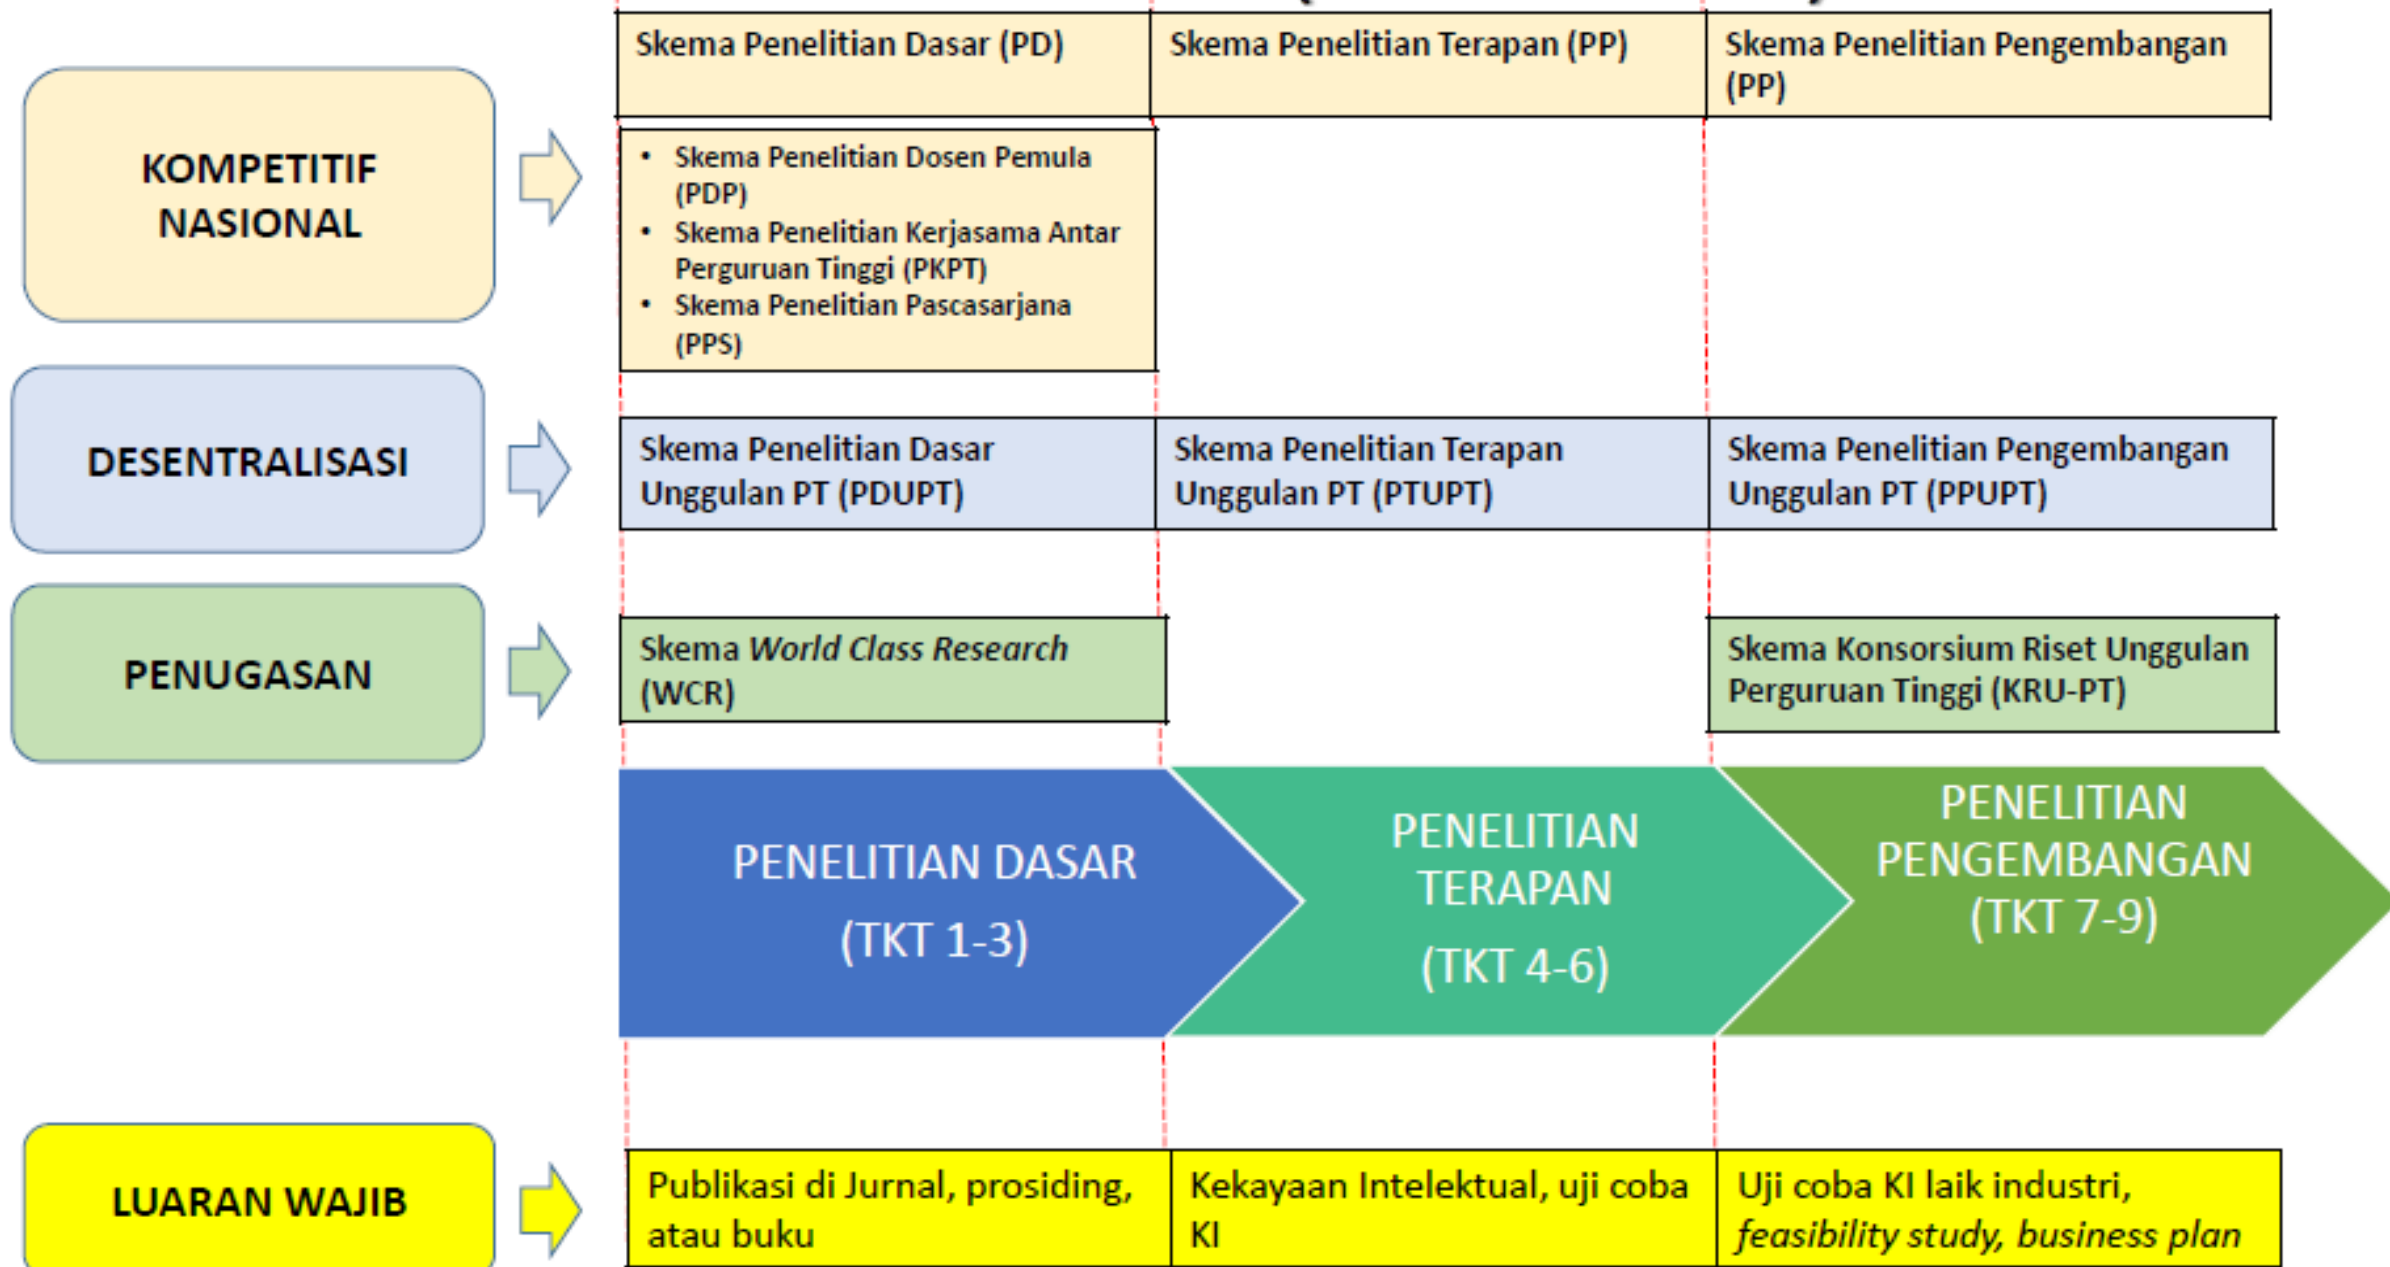 Skema Penelitian Dasar (PD)
Skema Penelitian Terapan (PP)
Skema Penelitian Pengembangan
(PP)
KOMPETITIF
NASIONAL
• Skema Penelitian Dosen Pemula
(PDP)
• Skema Penelitian Kerjasama Antar
Perguruan Tinggi (PKPT)
• Skema Penelitian Pascasarjana
(PPS)
DESENTRALISASI
Skema Penelitian Dasar
Unggulan PT (PDUPT)
Skema Penelitian Terapan
Unggulan PT (PTUPT)
Skema Penelitian Pengembangan
Unggulan PT (PPUPT)
PENUGASAN
Skema World Class Research
(WCR)
Skema Konsorsium Riset Unggulan
Perguruan Tinggi (KRU-PT)
PENELITIAN DASAR
(TKT 1-3)
PENELITIAN
TERAPAN
(TKT 4-6)
PENELITIAN
PENGEMBANGAN
(TKT 7-9)
LUARAN WAJIB
Publikasi di Jurnal, prosiding,
atau buku
Kekayaan Intelektual, uji coba
KI
Uji coba KI laik industri,
feasibility study, business plan